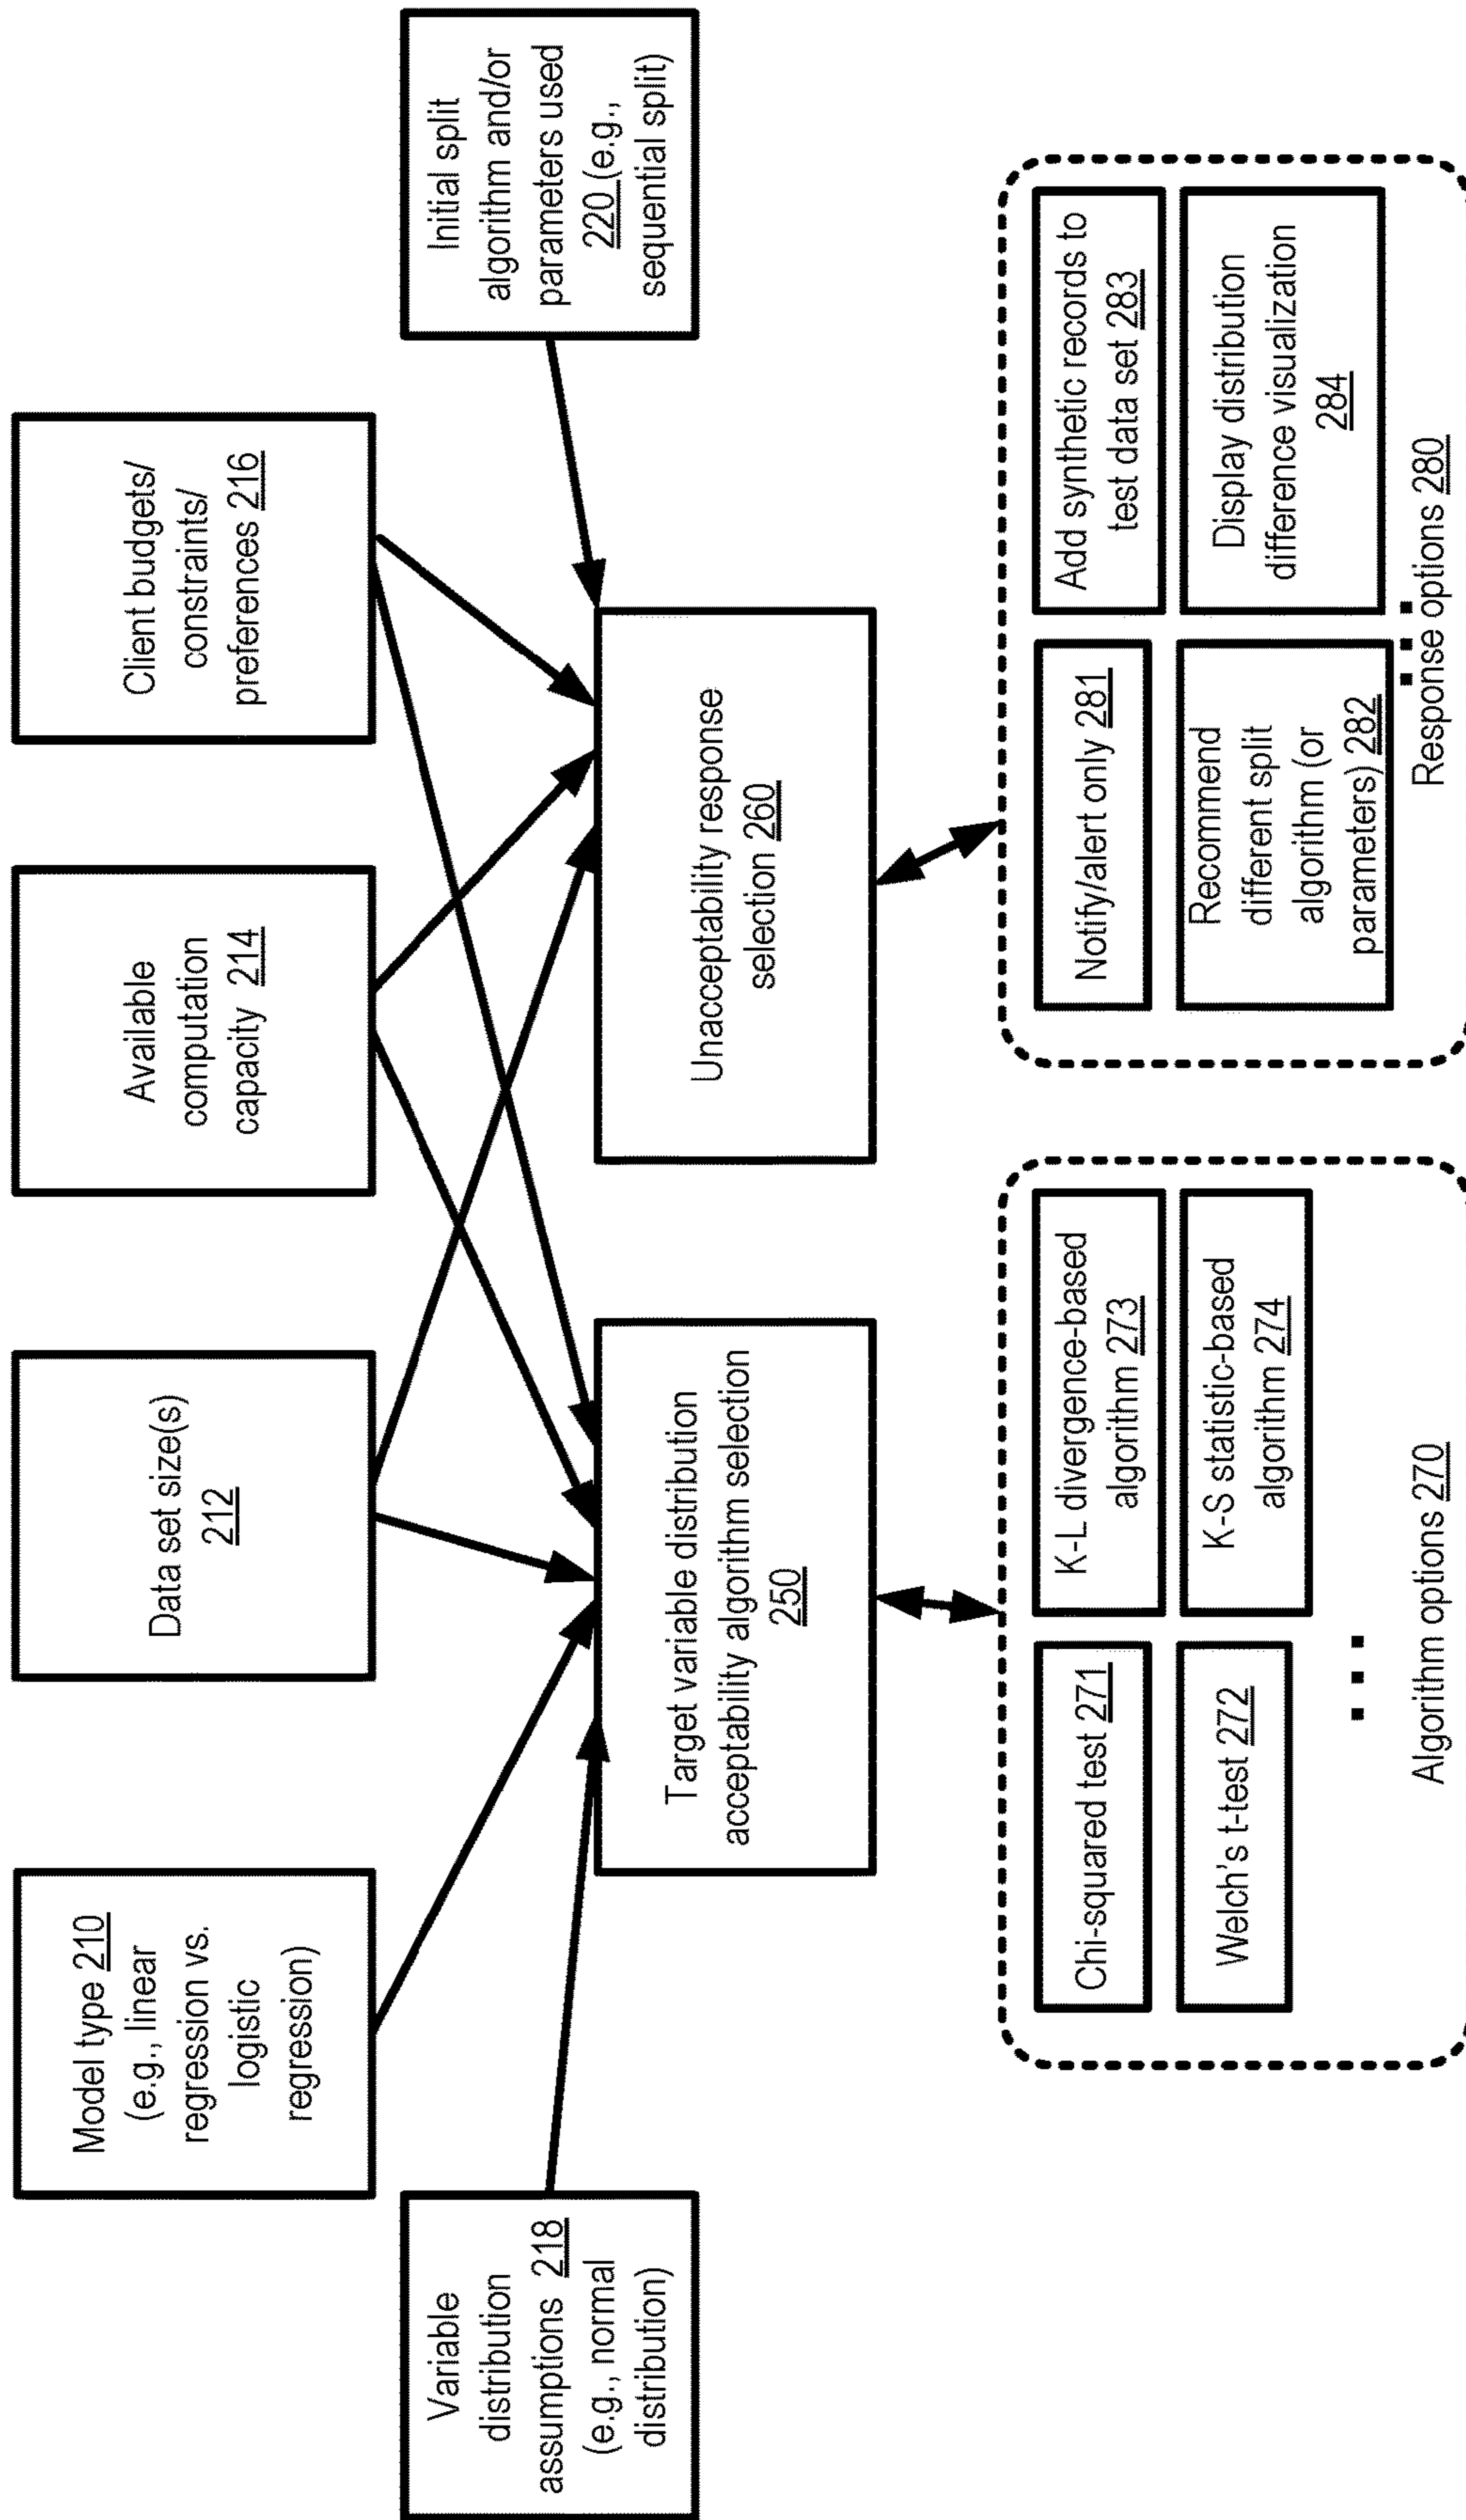 Model type 210
(e.g., linear
regression vs.
logistic
regression)
Data set size(s)
212
Available
computation
capacity 214
Client budgets/
constraints/
preferences 216
Variable
distribution
assumptions 218
(e.g., normal
distribution)
Initial split
algorithm and/or
parameters used
220 (e.g.,
sequential split)
Target variable distribution
acceptability algorithm selection
250
Unacceptability response
selection 260
Chi-squared test 271
K-L divergence-based
algorithm 273
Welch's t-test 272
K-S statistic-based
algorithm 274
...
Algorithm options 270
Notify/alert only 281
Add synthetic records to
test data set 283
Recommend
different split
algorithm (or
parameters) 282
Display distribution
difference visualization
284
...
Response options 280